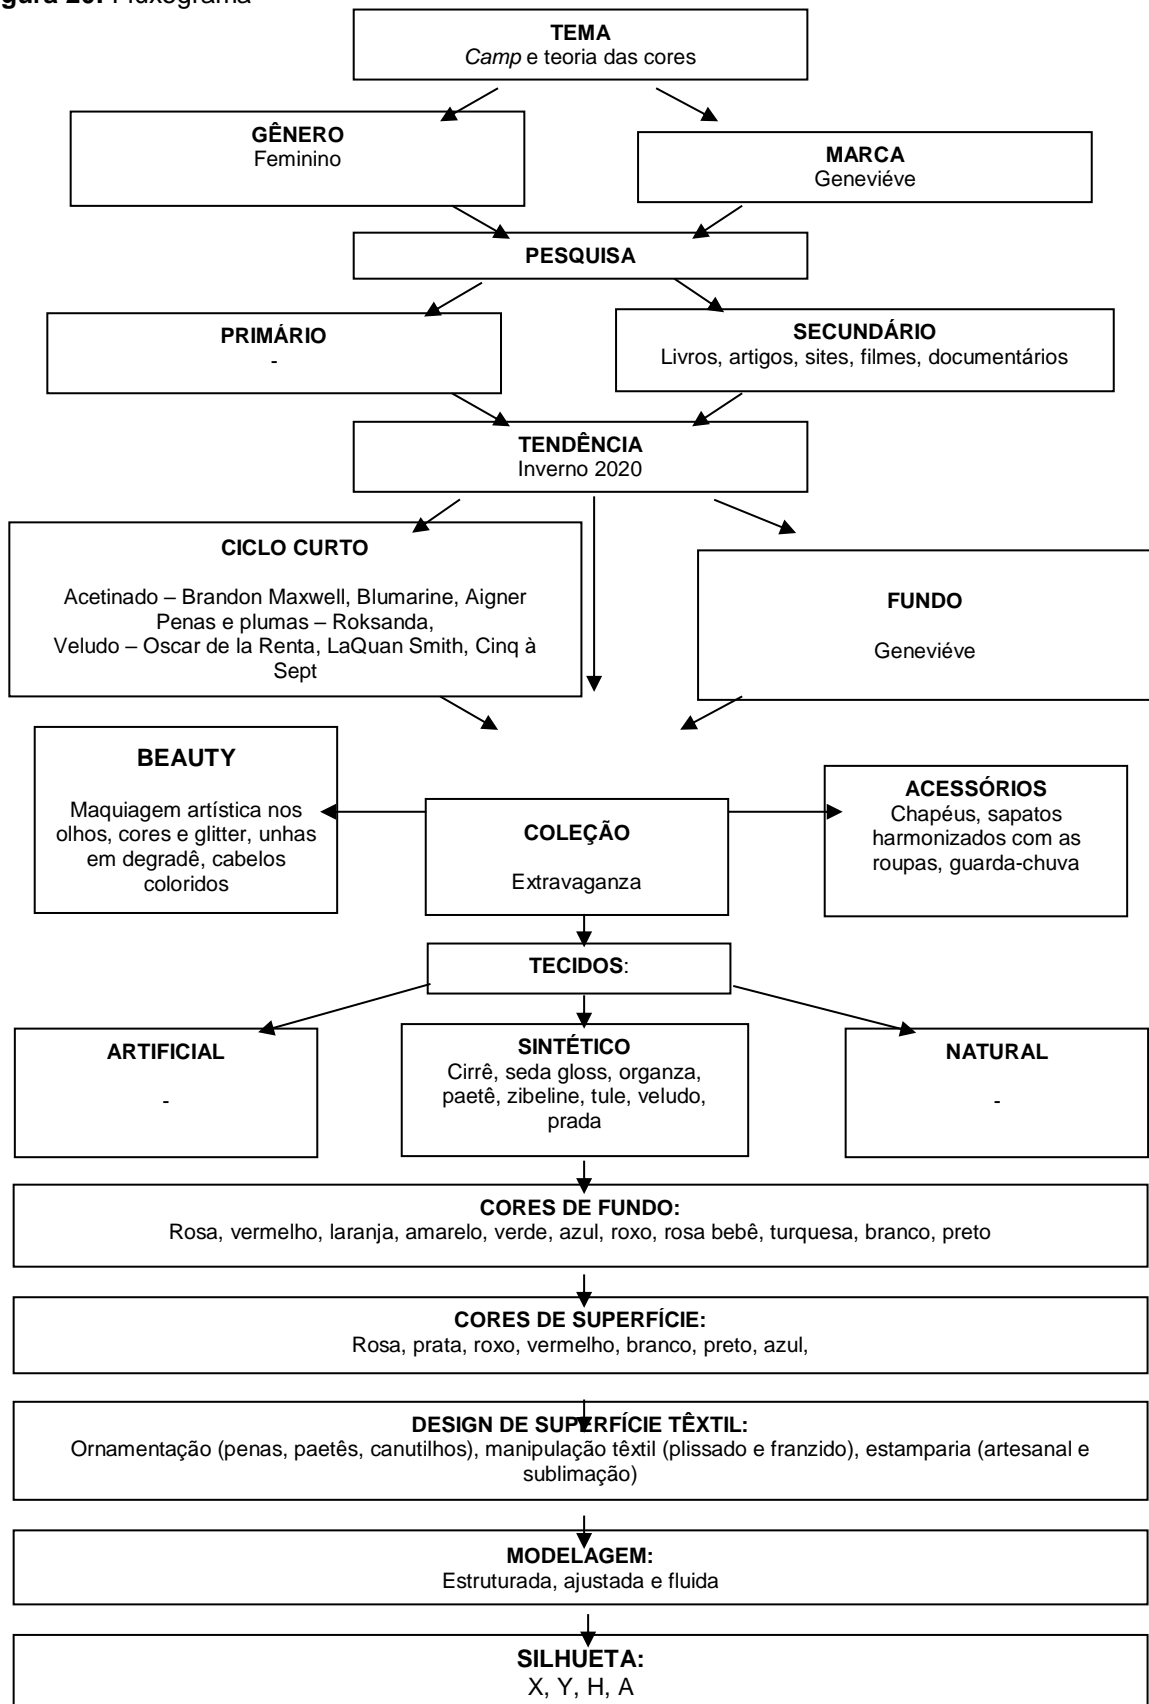 Figura 20. Fluxograma
TEMA
Camp e teoria das cores
GÊNERO
Feminino
MARCA
Geneviéve
PESQUISA
PRIMÁRIO
-
SECUNDÁRIO
Livros, artigos, sites, filmes, documentários
TENDÊNCIA
Inverno 2020
CICLO CURTO
Acetinado – Brandon Maxwell, Blumarine, Aigner
Penas e plumas – Roksanda,
Veludo – Oscar de la Renta, LaQuan Smith, Cinq à
Sept
FUNDO
Geneviéve
BEAUTY
Maquiagem artística nos
olhos, cores e glitter, unhas
em degradê, cabelos
coloridos
COLEÇÃO
Extravaganza
ACESSÓRIOS
Chapéus, sapatos
harmonizados com as
roupas, guarda-chuva
TECIDOS:
ARTIFICIAL
-
SINTÉTICO
Cirrê, seda gloss, organza,
paetê, zibeline, tule, veludo,
prada
NATURAL
-
CORES DE FUNDO:
Rosa, vermelho, laranja, amarelo, verde, azul, roxo, rosa bebê, turquesa, branco, preto
CORES DE SUPERFÍCIE:
Rosa, prata, roxo, vermelho, branco, preto, azul,
DESIGN DE SUPERFÍCIE TÊXTIL:
Ornamentação (penas, paetês, canutilhos), manipulação têxtil (plissado e franzido), estamparia (artesanal e
sublimação)
MODELAGEM:
Estruturada, ajustada e fluida
SILHUETA:
X, Y, H, A